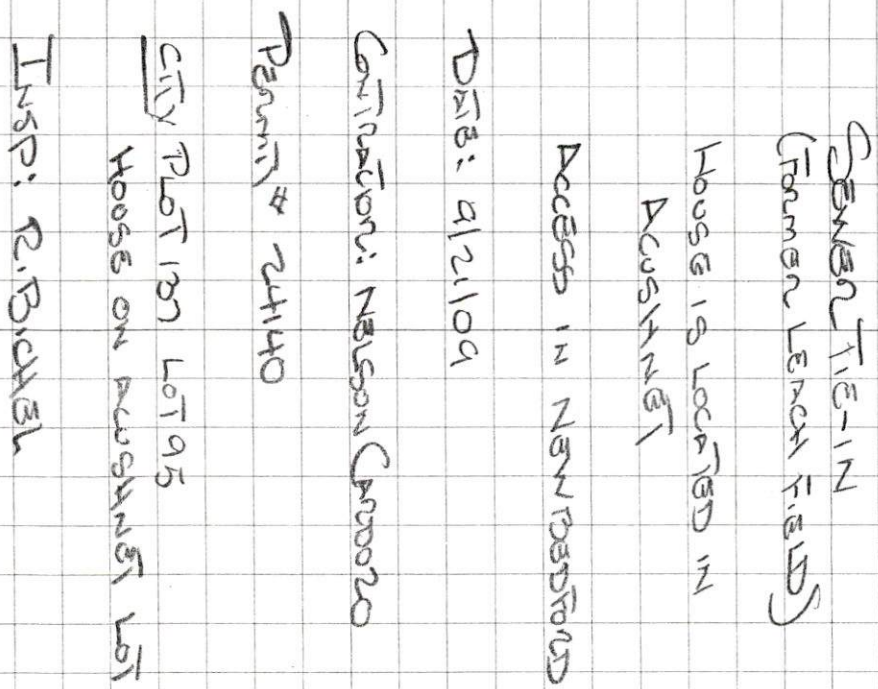 SEWER TIE-IN
(FORMER LEACH FIELD)
HOUSE IS LOCATED IN
ACUSHNET
ACCESS IN NEW BEDFORD
DATE: 9/21/09
CONTRACTOR: NELSON CARDOSO
PERMIT # 24140
CITY PLOT 137 LOT 95
HOUSE ON ACUSHNET LOT
INSP: R. BICHEL